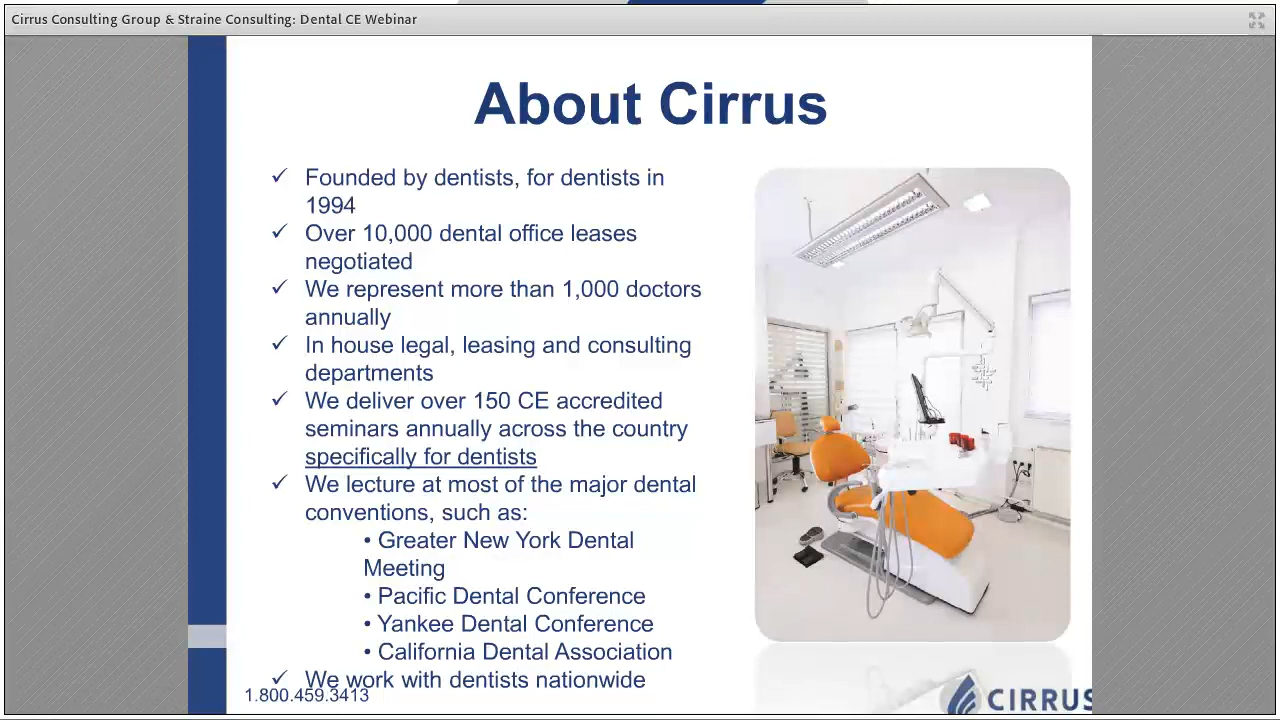 Cirrus Consulting Group & Straine Consulting: Dental CE Webinar
About Cirrus
✓ Founded by dentists, for dentists in
1994
✓ Over 10,000 dental office leases
negotiated
✓ We represent more than 1,000 doctors
annually
✓ In house legal, leasing and consulting
departments
✓ We deliver over 150 CE accredited
seminars annually across the country
specifically for dentists
✓ We lecture at most of the major dental
conventions, such as:
• Greater New York Dental
Meeting
• Pacific Dental Conference
• Yankee Dental Conference
• California Dental Association
✓ We work with dentists nationwide
1.800.459.3413
CIRRUS